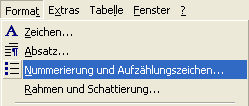 Format Extras Tabelle Fenster ?
Zeichen...
Absatz...
Nummerierung und Aufzählungszeichen...
Rahmen und Schattierung...